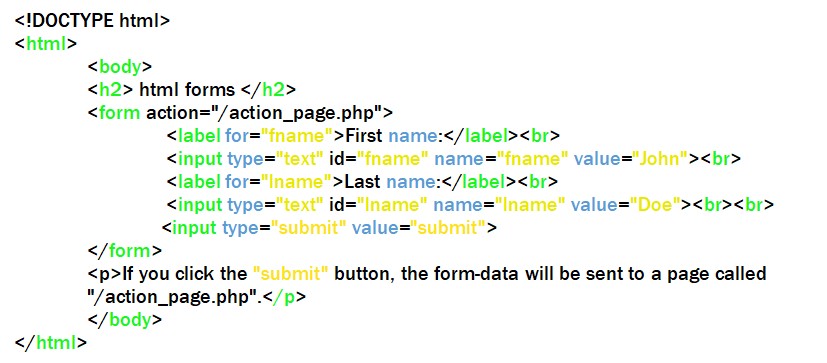 <!DOCTYPE html>
<html>
<body>
<h2> html forms </h2>
<form action="/action_page.php">
<label for="fname">First name:</label><br>
<input type="text" id="fname" name="fname" value="John"><br>
<label for="lname">Last name:</label><br>
<input type="text" id="lname" name="lname" value="Doe"><br><br>
<input type="submit" value="submit">
</form>
<p>If you click the "submit" button, the form-data will be sent to a page called
"/action_page.php".</p>
</body>
</html>